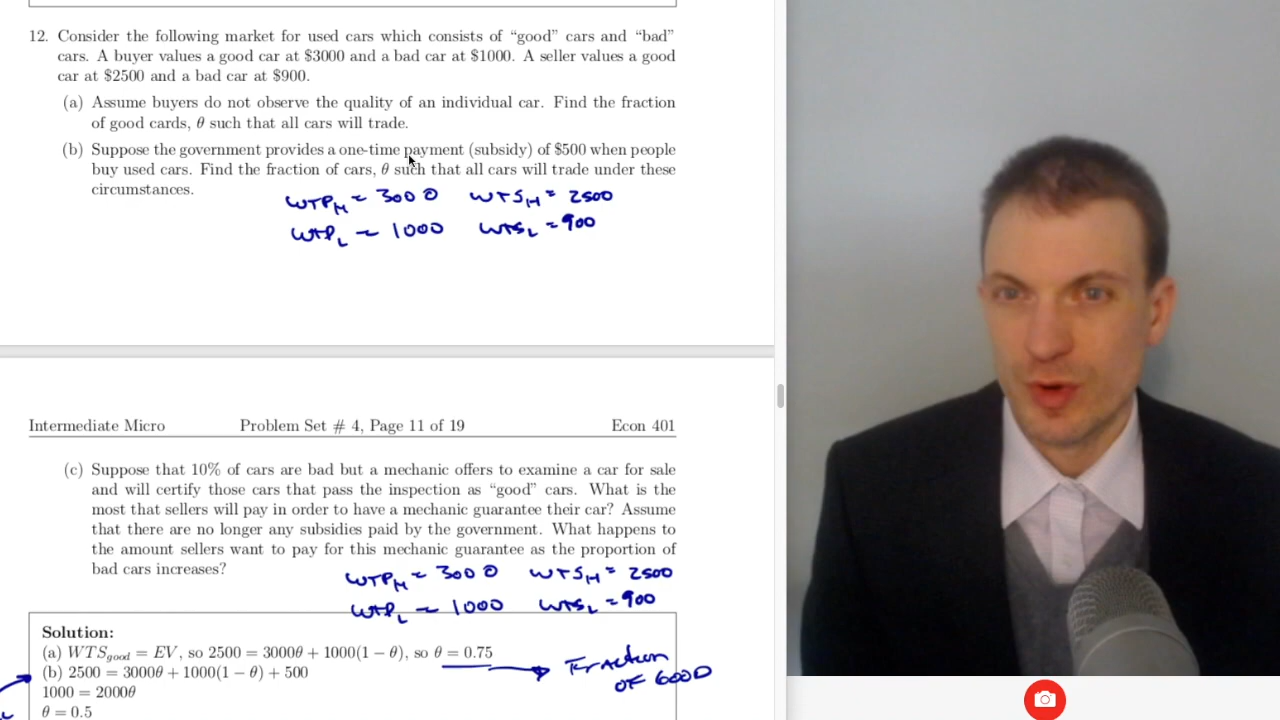 12. Consider the following market for used cars which consists of “good” cars and “bad”
cars. A buyer values a good car at $3000 and a bad car at $1000. A seller values a good
car at $2500 and a bad car at $900.
(a) Assume buyers do not observe the quality of an individual car. Find the fraction
of good cards, θ such that all cars will trade.
(b) Suppose the government provides a one-time payment (subsidy) of $500 when people
buy used cars. Find the fraction of cars, θ such that all cars will trade under these
circumstances.
WTP_H = 3000 WTS_H = 2500
WTP_L = 1000 WTS_L = 900
Intermediate Micro Problem Set # 4, Page 11 of 19 Econ 401
(c) Suppose that 10% of cars are bad but a mechanic offers to examine a car for sale
and will certify those cars that pass the inspection as “good” cars. What is the
most that sellers will pay in order to have a mechanic guarantee their car? Assume
that there are no longer any subsidies paid by the government. What happens to
the amount sellers want to pay for this mechanic guarantee as the proportion of
bad cars increases?
WTP_H = 3000 WTS_H = 2500
WTP_L = 1000 WTS_L = 900
Solution:
(a) WTS_good = EV, so 2500 = 3000θ + 1000(1 − θ), so θ = 0.75
Fraction
OF GOOD
(b) 2500 = 3000θ + 1000(1 − θ) + 500
1000 = 2000θ
θ = 0.5